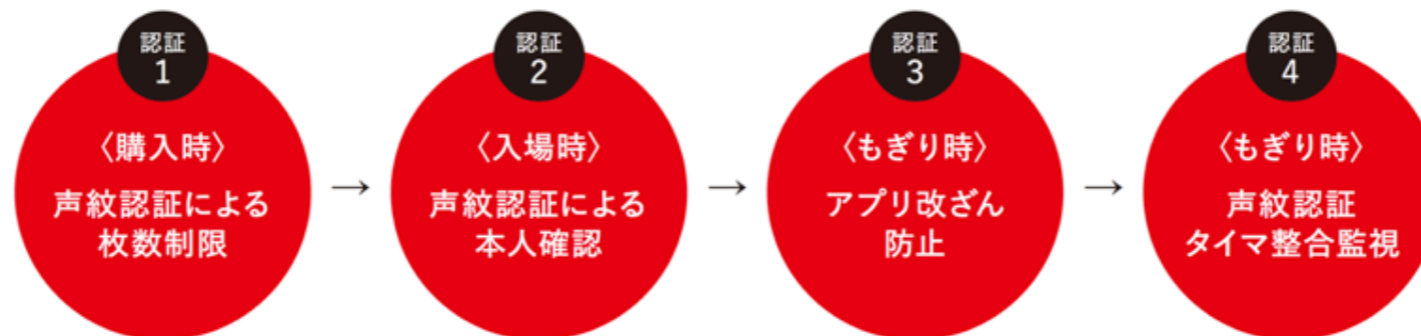 認証
1
〈購入時〉
声紋認証による
枚数制限
→
認証
2
〈入場時〉
声紋認証による
本人確認
→
認証
3
〈もぎり時〉
アプリ改ざん
防止
→
認証
4
〈もぎり時〉
声紋認証
タイマ整合監視